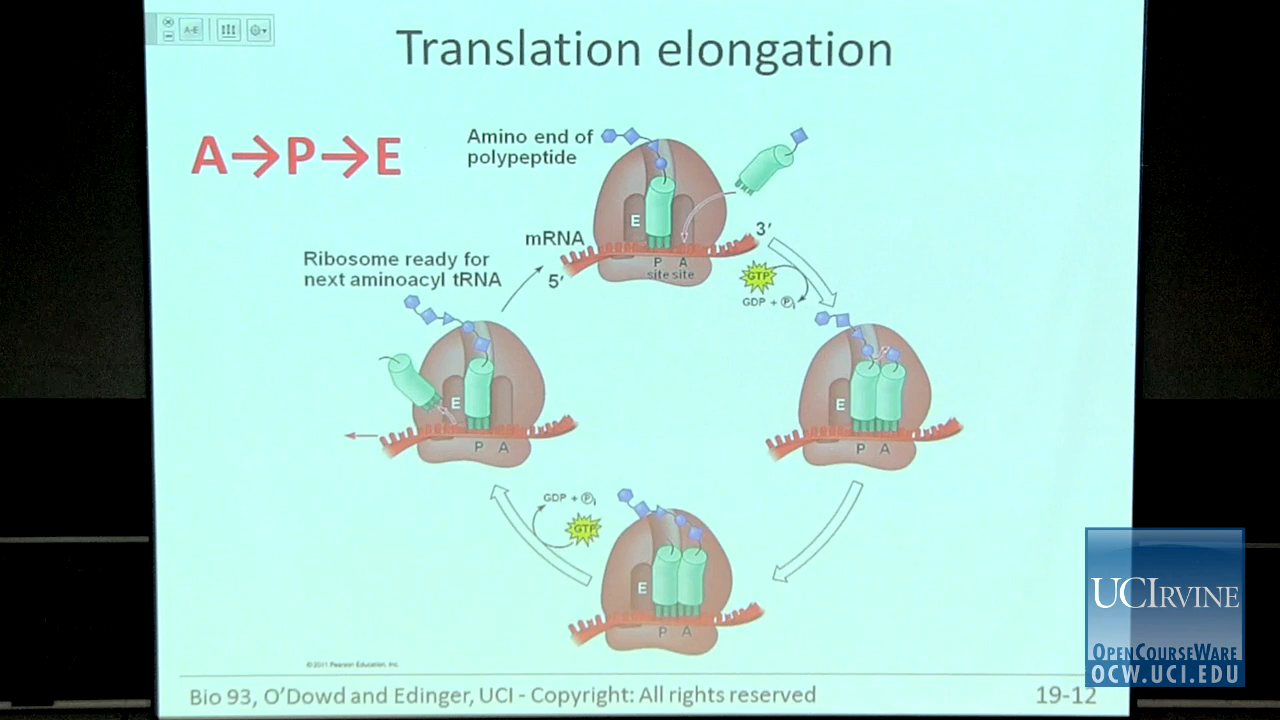 A-E
Translation elongation
A→P→E
Amino end of
polypeptide
E
mRNA
3′
5′
P A
site site
GTP
GDP + Pi
Ribosome ready for
next aminoacyl tRNA
E
P A
E
P A
GDP + Pi
GTP
E
P A
©2011 Pearson Education, Inc.
Bio 93, O'Dowd and Edinger, UCI - Copyright: All rights reserved
19-12
UCIRVINE
OPENCOURSEWARE
OCW.UCI.EDU